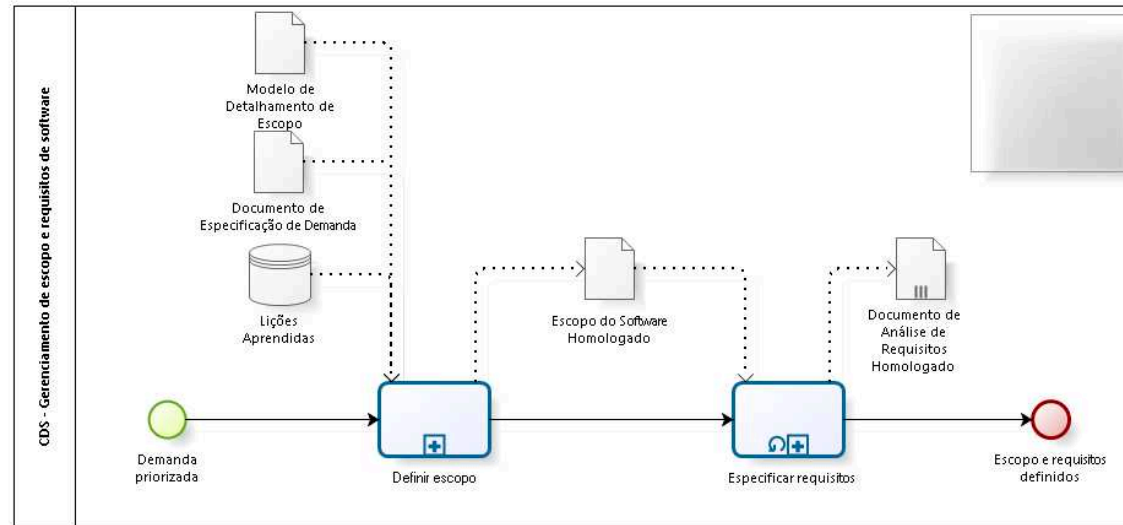 CDS - Gerenciamento de escopo e requisitos de software
Modelo de
Detalhamento de
Escopo
Documento de
Especificação de Demanda
Lições
Aprendidas
Escopo do Software
Homologado
Documento de
Análise de
Requisitos
Homologado
Demanda
priorizada
Definir escopo
Especificar requisitos
Escopo e requisitos
definidos